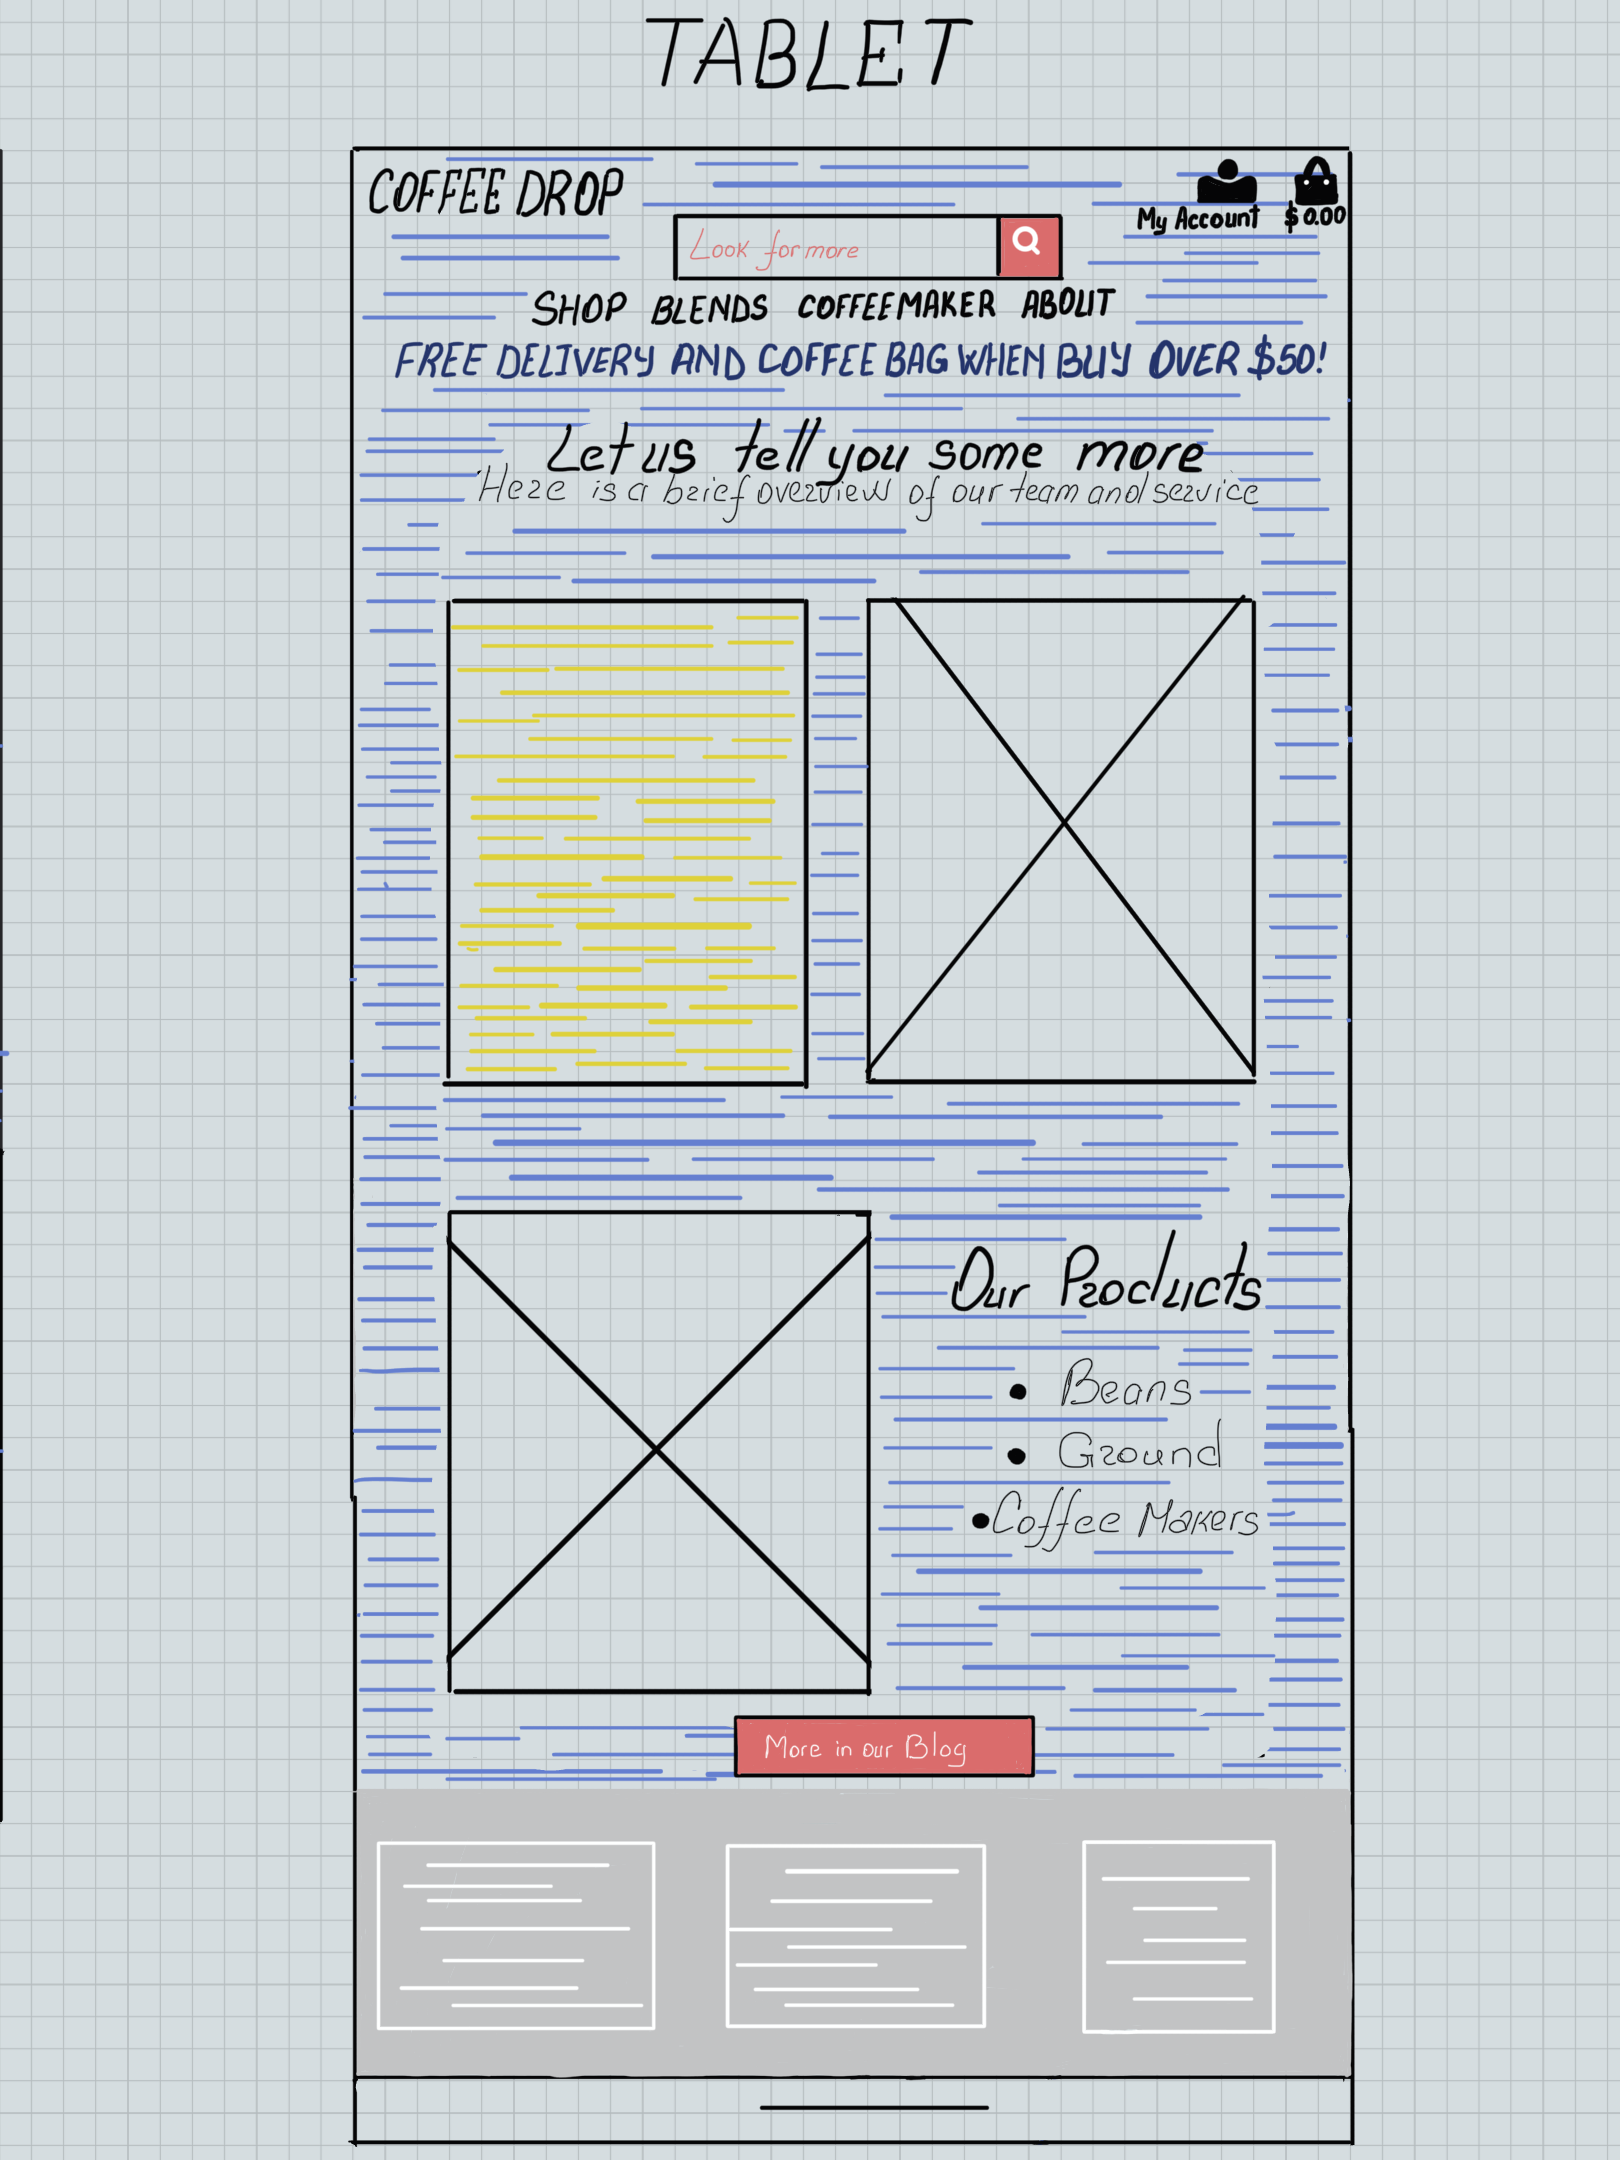 TABLET
COFFEE DROP
My Account $0.00
Look for more
SHOP BLENDS COFFEEMAKER ABOUT
FREE DELIVERY AND COFFEE BAG WHEN BUY OVER $50!
Let us tell you some more
Here is a brief overview of our team and service
Our Products
• Beans
• Ground
• Coffee Makers
More in our Blog